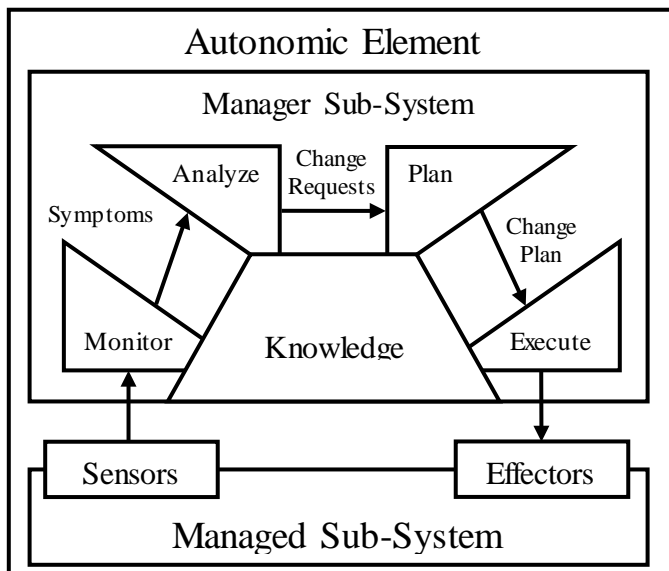 Autonomic Element
Manager Sub-System
Analyze
Change
Requests
Plan
Symptoms
Change
Plan
Monitor
Knowledge
Execute
Sensors
Effectors
Managed Sub-System